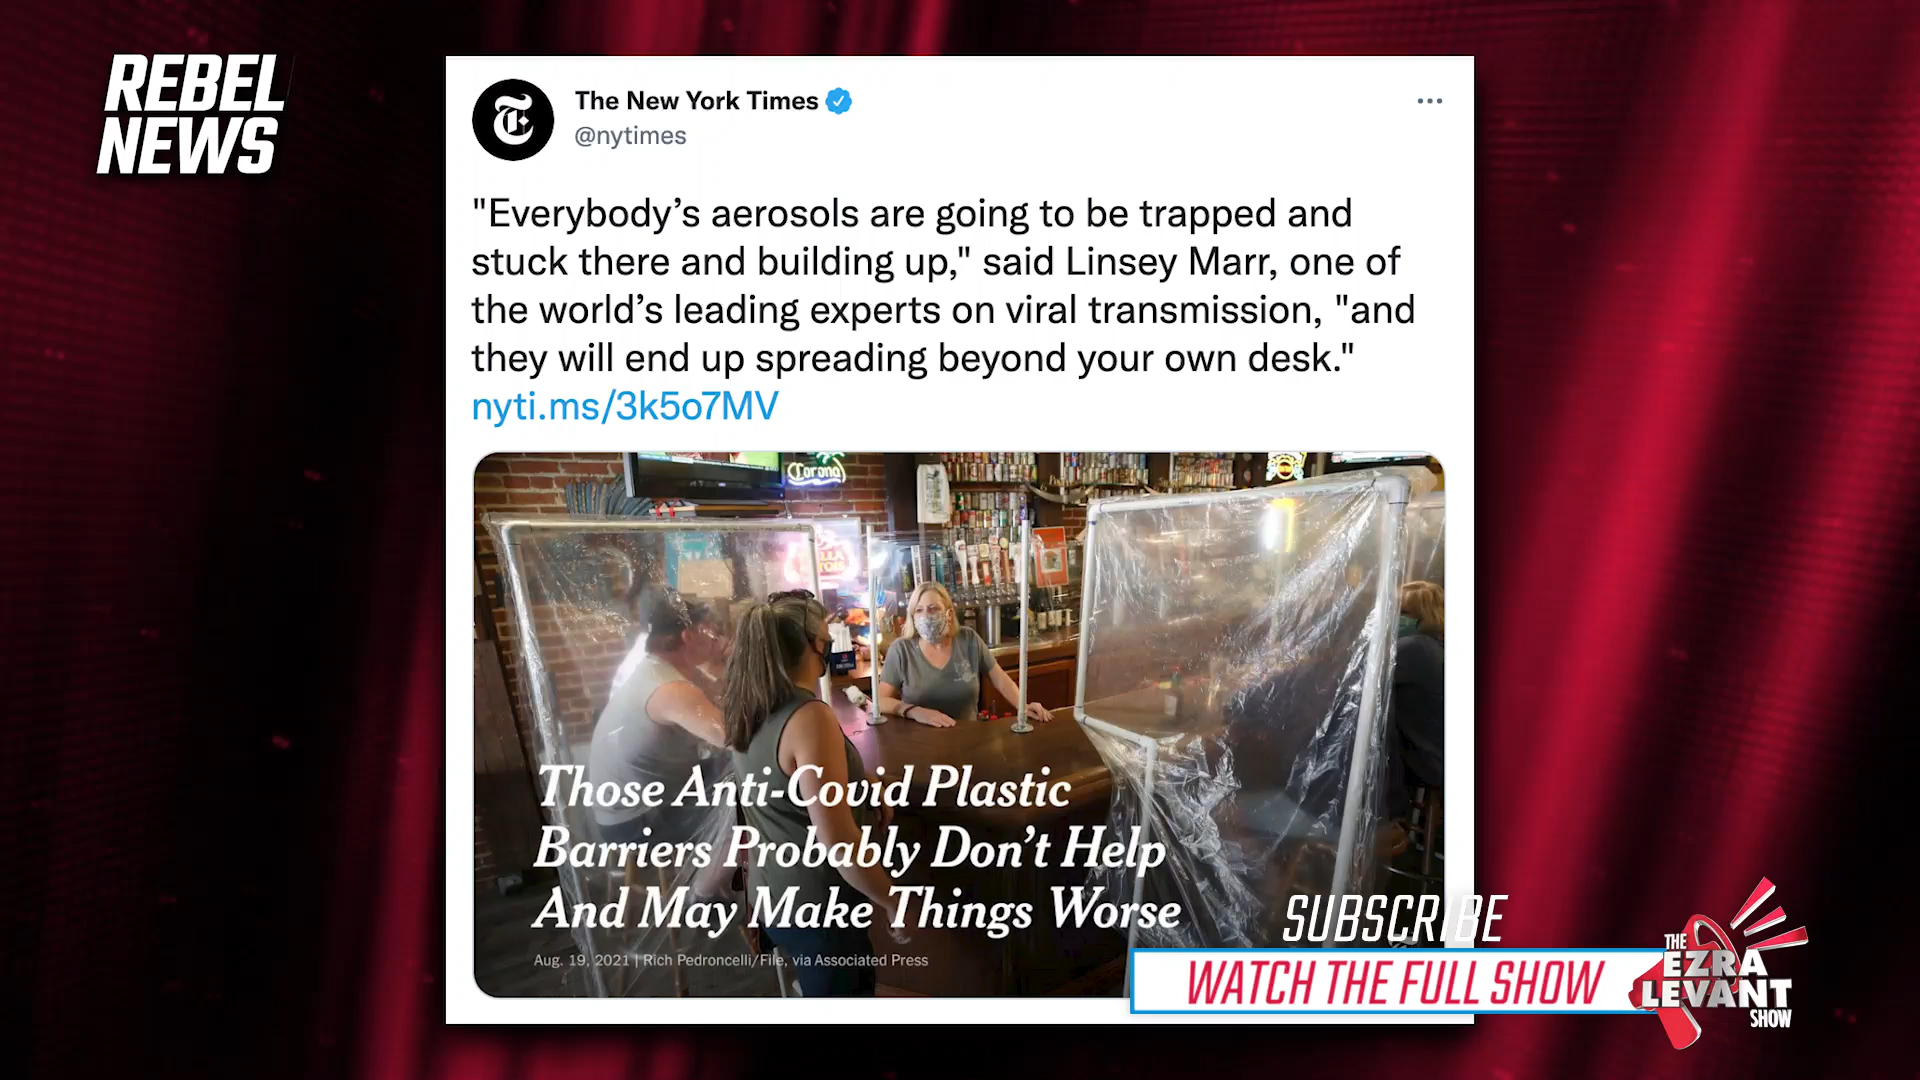 REBEL
NEWS
The New York Times
@nytimes
"Everybody's aerosols are going to be trapped and
stuck there and building up," said Linsey Marr, one of
the world's leading experts on viral transmission, "and
they will end up spreading beyond your own desk."
nyti.ms/3k5o7MV
Corona
Those Anti-Covid Plastic
Barriers Probably Don't Help
And May Make Things Worse
Aug. 19, 2021 | Rich Pedroncelli/File, via Associated Press
SUBSCRIBE
WATCH THE FULL SHOW
THE
EZRA
LEVANT
SHOW